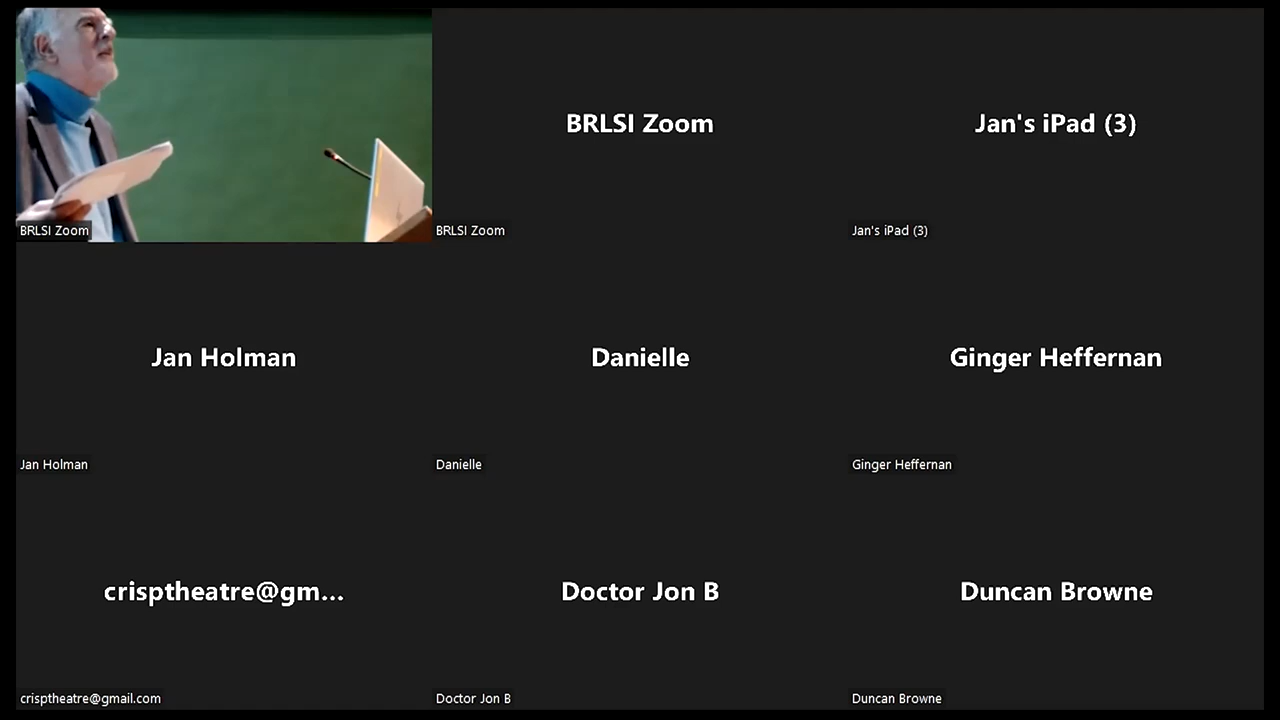 BRLSI Zoom
BRLSI Zoom
BRLSI Zoom
Jan's iPad (3)
Jan's iPad (3)
Jan Holman
Jan Holman
Danielle
Danielle
Ginger Heffernan
Ginger Heffernan
crisptheatre@gm...
crisptheatre@gmail.com
Doctor Jon B
Doctor Jon B
Duncan Browne
Duncan Browne